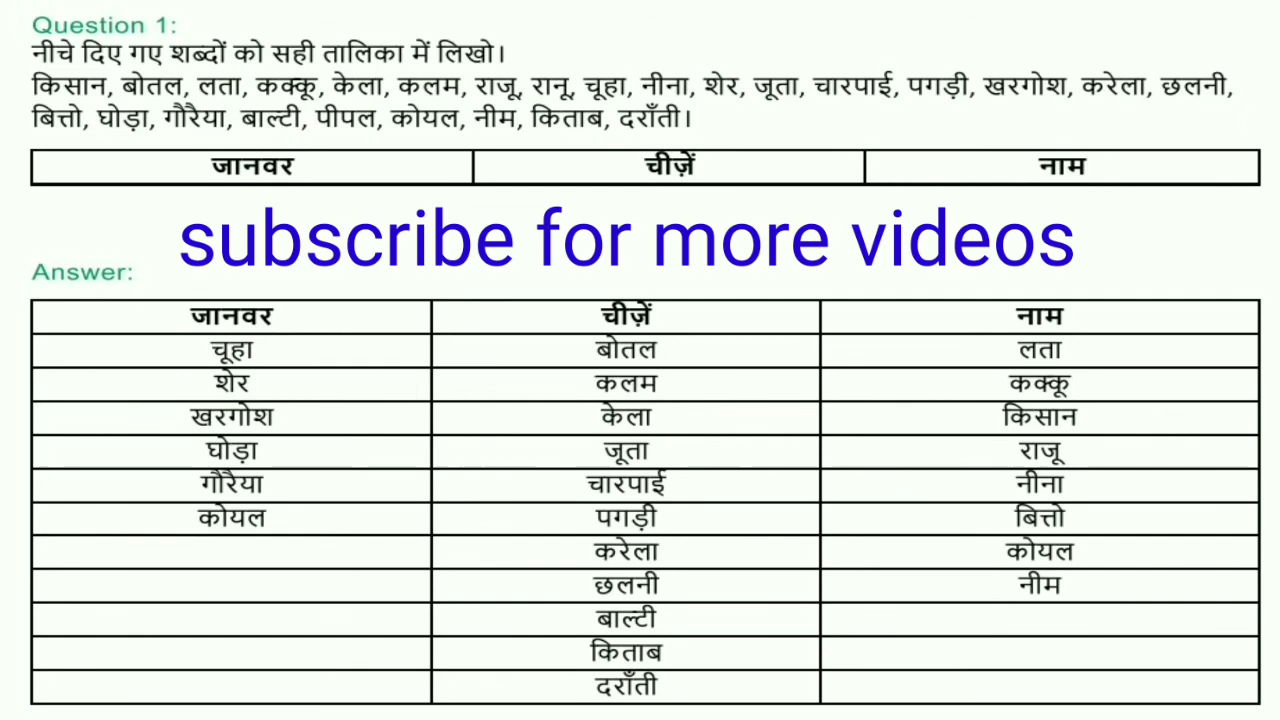 Question 1:
नीचे दिए गए शब्दों को सही तालिका में लिखो।
किसान, बोतल, लता, कक्कू, केला, कलम, राजू, रानू, चूहा, नीना, शेर, जूता, चारपाई, पगड़ी, खरगोश, करेला, छलनी,
बित्तो, घोड़ा, गौरैया, बाल्टी, पीपल, कोयल, नीम, किताब, दराँती।
जानवर चीज़ें नाम
subscribe for more videos
Answer:
जानवर चीज़ें नाम
चूहा बोतल लता
शेर कलम कक्कू
खरगोश केला किसान
घोड़ा जूता राजू
गौरैया चारपाई नीना
कोयल पगड़ी बित्तो
करेला कोयल
छलनी नीम
बाल्टी
किताब
दराँती